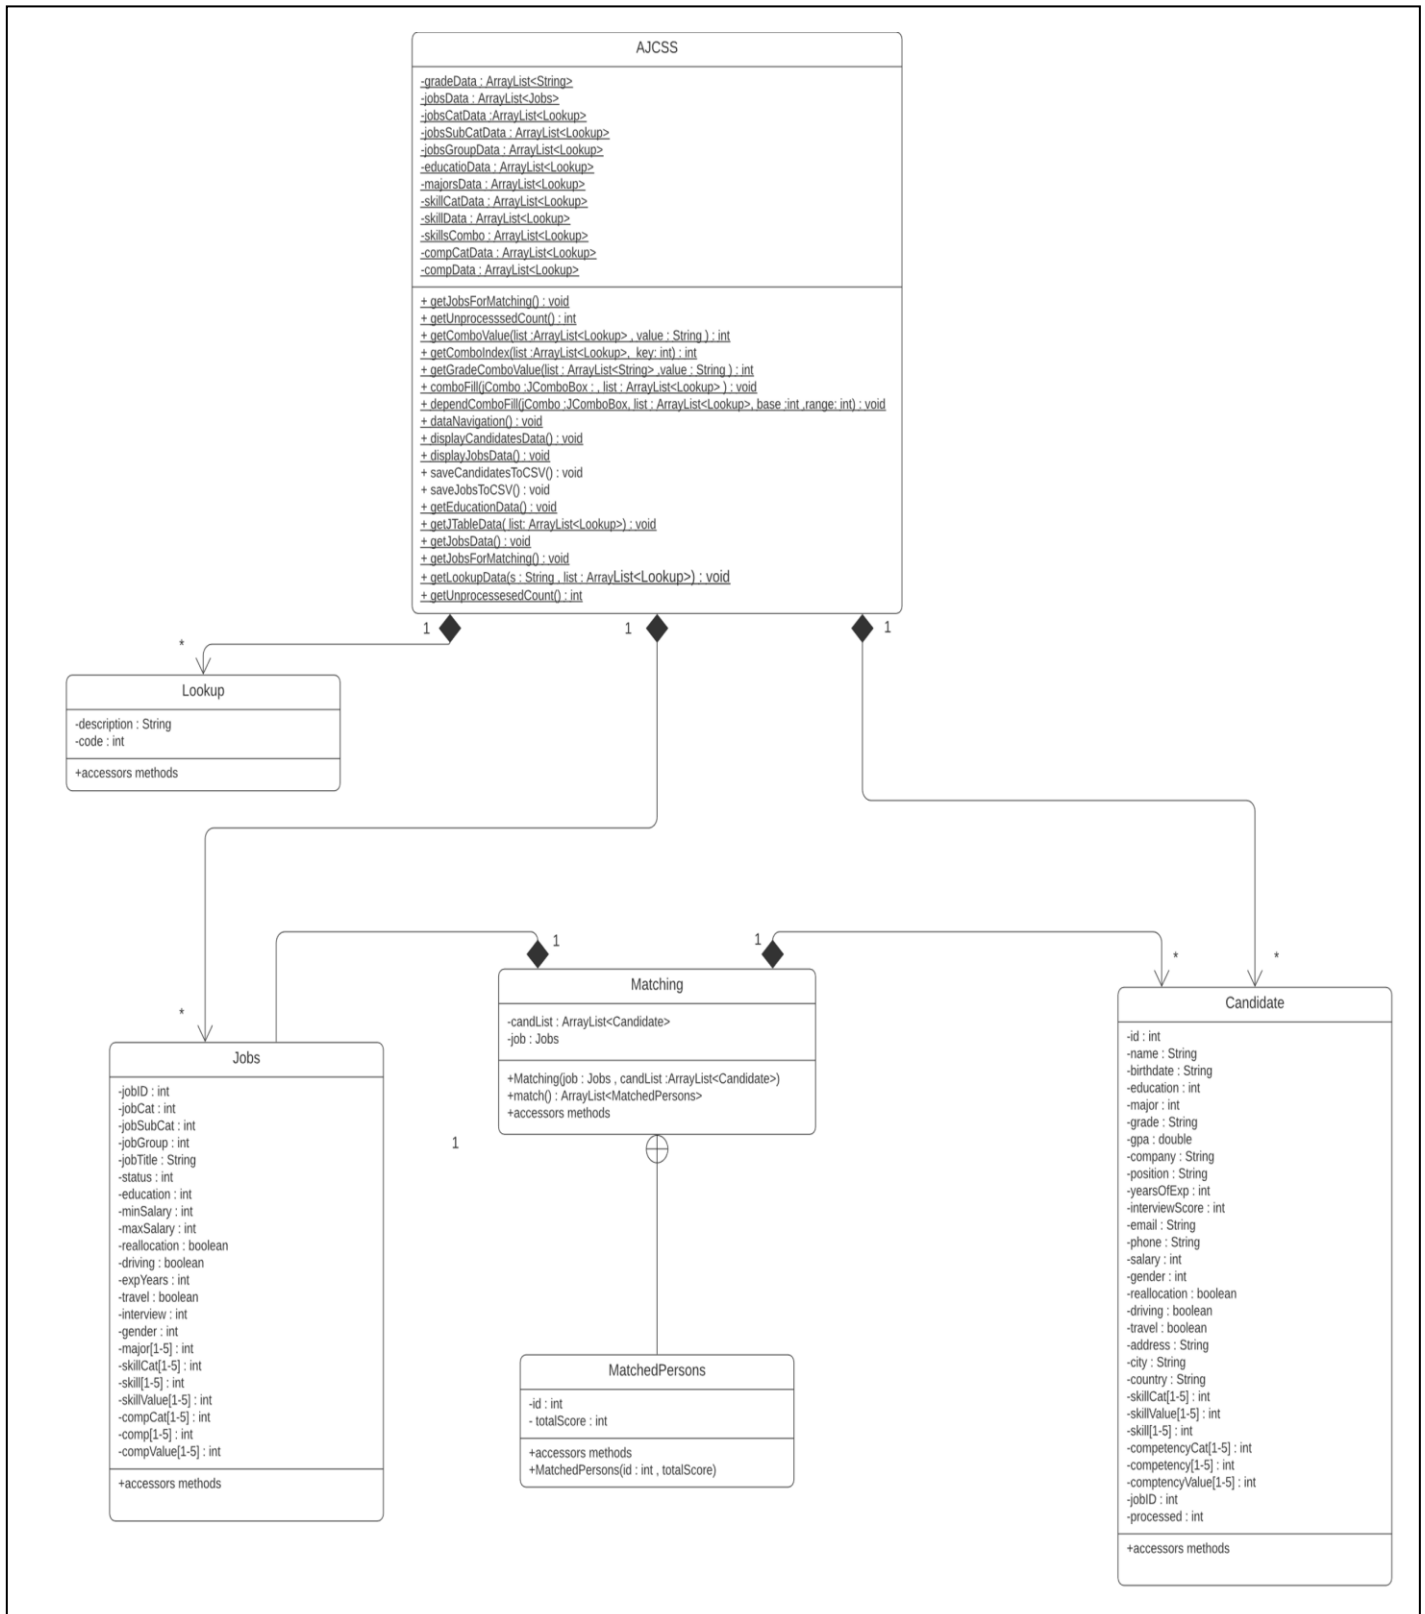 AJCSS
-gradeData : ArrayList<String>
-jobsData : ArrayList<Jobs>
-jobsCatData :ArrayList<Lookup>
-jobsSubCatData : ArrayList<Lookup>
-jobsGroupData : ArrayList<Lookup>
-educatioData : ArrayList<Lookup>
-majorsData : ArrayList<Lookup>
-skillCatData : ArrayList<Lookup>
-skillData : ArrayList<Lookup>
-skillsCombo : ArrayList<Lookup>
-compCatData : ArrayList<Lookup>
-compData : ArrayList<Lookup>
+ getJobsForMatching() : void
+ getUnprocesssedCount() : int
+ getComboValue(list :ArrayList<Lookup> , value : String ) : int
+ getComboIndex(list :ArrayList<Lookup>, key: int) : int
+ getGradeComboValue(list : ArrayList<String> ,value : String ) : int
+ comboFill(jCombo :JComboBox : , list : ArrayList<Lookup> ) : void
+ dependComboFill(jCombo :JComboBox, list : ArrayList<Lookup>, base :int ,range: int) : void
+ dataNavigation() : void
+ displayCandidatesData() : void
+ displayJobsData() : void
+ saveCandidatesToCSV() : void
+ saveJobsToCSV() : void
+ getEducationData() : void
+ getJTableData( list: ArrayList<Lookup>) : void
+ getJobsData() : void
+ getJobsForMatching() : void
+ getLookupData(s : String , list : ArrayList<Lookup>) : void
+ getUnprocessesedCount() : int
1
1
1
*
Lookup
-description : String
-code : int
+accessors methods
1
1
*
*
Matching
-candList : ArrayList<Candidate>
-job : Jobs
+Matching(job : Jobs , candList :ArrayList<Candidate>)
+match() : ArrayList<MatchedPersons>
+accessors methods
1
*
Jobs
-jobID : int
-jobCat : int
-jobSubCat : int
-jobGroup : int
-jobTitle : String
-status : int
-education : int
-minSalary : int
-maxSalary : int
-reallocation : boolean
-driving : boolean
-expYears : int
-travel : boolean
-interview : int
-gender : int
-major[1-5] : int
-skillCat[1-5] : int
-skill[1-5] : int
-skillValue[1-5] : int
-compCat[1-5] : int
-comp[1-5] : int
-compValue[1-5] : int
+accessors methods
MatchedPersons
-id : int
- totalScore : int
+accessors methods
+MatchedPersons(id : int , totalScore)
Candidate
-id : int
-name : String
-birthdate : String
-education : int
-major : int
-grade : String
-gpa : double
-company : String
-position : String
-yearsOfExp : int
-interviewScore : int
-email : String
-phone : String
-salary : int
-gender : int
-reallocation : boolean
-driving : boolean
-travel : boolean
-address : String
-city : String
-country : String
-skillCat[1-5] : int
-skillValue[1-5] : int
-skill[1-5] : int
-competencyCat[1-5] : int
-competency[1-5] : int
-comptencyValue[1-5] : int
-jobID : int
-processed : int
+accessors methods